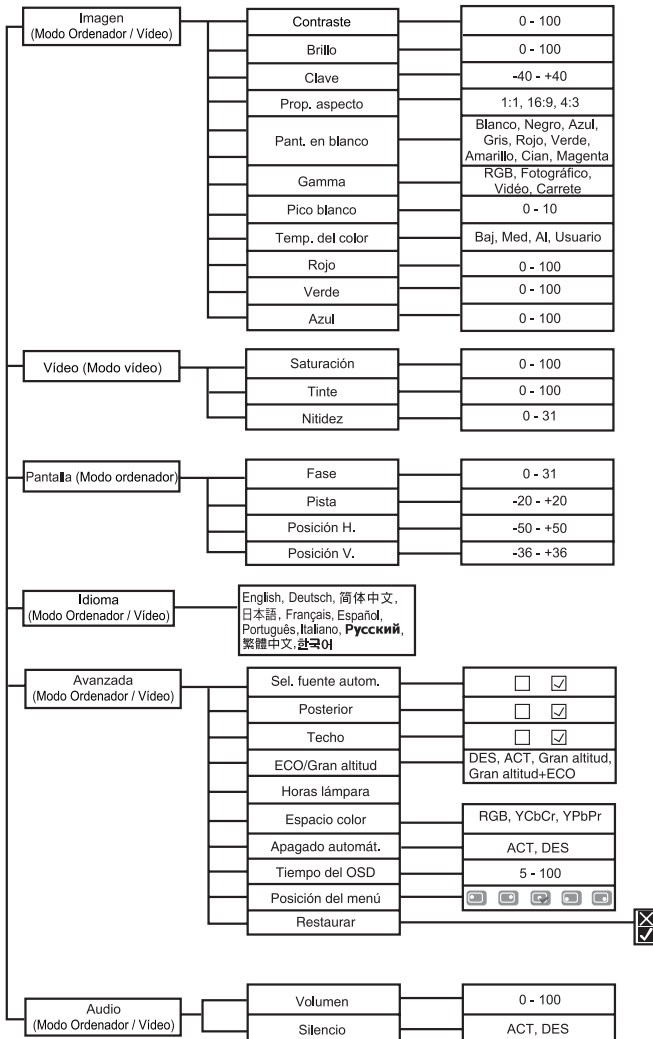 Imagen
(Modo Ordenador / Vídeo)
Contraste
0 - 100
Brillo
0 - 100
Clave
-40 - +40
Prop. aspecto
1:1, 16:9, 4:3
Pant. en blanco
Blanco, Negro, Azul,
Gris, Rojo, Verde,
Amarillo, Cian, Magenta
Gamma
RGB, Fotográfico,
Vidéo, Carrete
Pico blanco
0 - 10
Temp. del color
Baj, Med, Al, Usuario
Rojo
0 - 100
Verde
0 - 100
Azul
0 - 100
Vídeo (Modo vídeo)
Saturación
0 - 100
Tinte
0 - 100
Nitidez
0 - 31
Pantalla (Modo ordenador)
Fase
0 - 31
Pista
-20 - +20
Posición H.
-50 - +50
Posición V.
-36 - +36
Idioma
(Modo Ordenador / Vídeo)
English, Deutsch, 简体中文,
日本語, Français, Español,
Português, Italiano, Русский,
繁體中文, 한국어
Avanzada
(Modo Ordenador / Vídeo)
Sel. fuente autom.
Posterior
Techo
ECO/Gran altitud
DES, ACT, Gran altitud,
Gran altitud+ECO
Horas lámpara
Espacio color
RGB, YCbCr, YPbPr
Apagado automát.
ACT, DES
Tiempo del OSD
5 - 100
Posición del menú
Restaurar
Audio
(Modo Ordenador / Vídeo)
Volumen
0 - 100
Silencio
ACT, DES